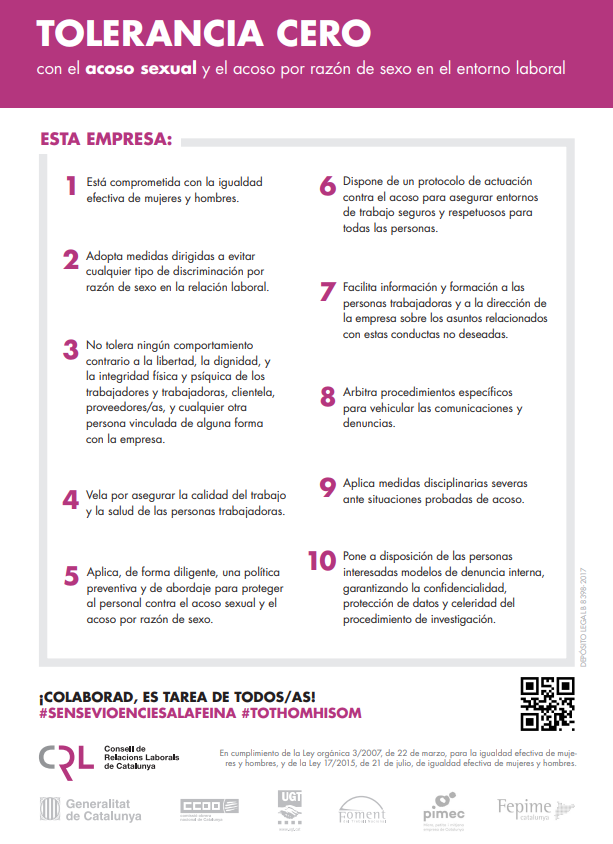 TOLERANCIA CERO
con el acoso sexual y el acoso por razón de sexo en el entorno laboral
ESTA EMPRESA:
1 Está comprometida con la igualdad
efectiva de mujeres y hombres.
2 Adopta medidas dirigidas a evitar
cualquier tipo de discriminación por
razón de sexo en la relación laboral.
3 No tolera ningún comportamiento
contrario a la libertad, la dignidad, y
la integridad física y psíquica de los
trabajadores y trabajadoras, clientela,
proveedores/as, y cualquier otra
persona vinculada de alguna forma
con la empresa.
4 Vela por asegurar la calidad del trabajo
y la salud de las personas trabajadoras.
5 Aplica, de forma diligente, una política
preventiva y de abordaje para proteger
al personal contra el acoso sexual y el
acoso por razón de sexo.
6 Dispone de un protocolo de actuación
contra el acoso para asegurar entornos
de trabajo seguros y respetuosos para
todas las personas.
7 Facilita información y formación a las
personas trabajadoras y a la dirección de
la empresa sobre los asuntos relacionados
con estas conductas no deseadas.
8 Arbitra procedimientos específicos
para vehicular las comunicaciones y
denuncias.
9 Aplica medidas disciplinarias severas
ante situaciones probadas de acoso.
10 Pone a disposición de las personas
interesadas modelos de denuncia interna,
garantizando la confidencialidad,
protección de datos y celeridad del
procedimiento de investigación.
DEPÓSITO LEGAL B 8398-2017
¡COLABORAD, ES TAREA DE TODOS/AS!
#SENSEVIOENCIESALAFEINA #TOTHOMHISOM
CRL
Consell de
Relacions Laborals
de Catalunya
En cumplimiento de la Ley orgánica 3/2007, de 22 de marzo, para la igualdad efectiva de muje-
res y hombres, y de la Ley 17/2015, de 21 de julio, de igualdad efectiva de mujeres y hombres.
Generalitat
de Catalunya
CCOO
UGT
FOMENT
pimec
Fepime
catalunya